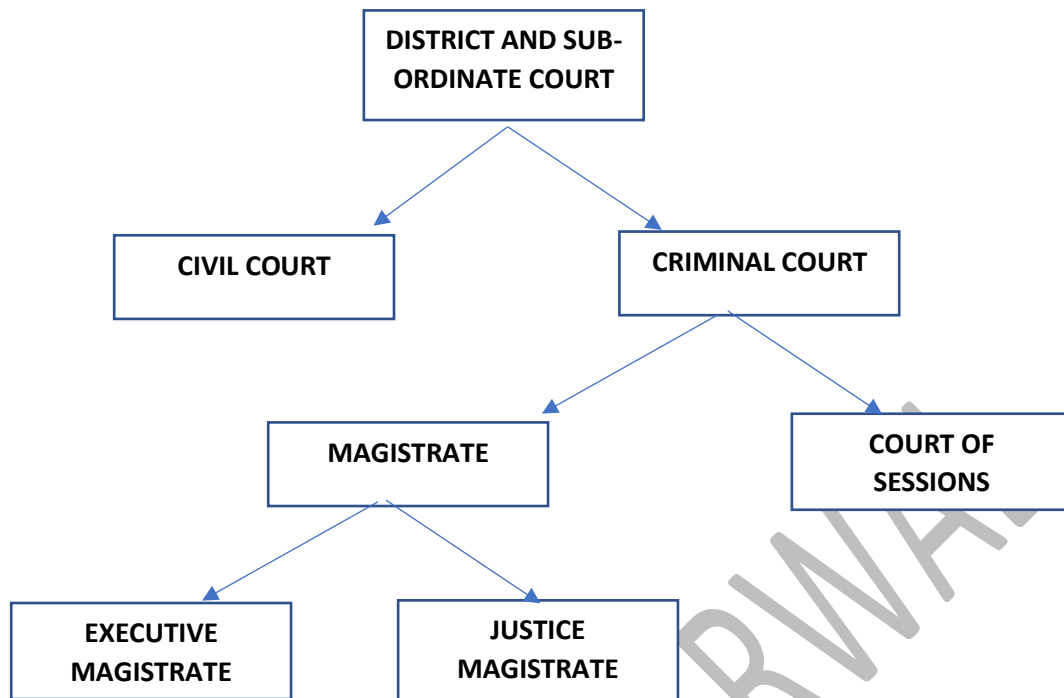 DISTRICT AND SUB-
ORDINATE COURT
CIVIL COURT
CRIMINAL COURT
MAGISTRATE
COURT OF
SESSIONS
EXECUTIVE
MAGISTRATE
JUSTICE
MAGISTRATE